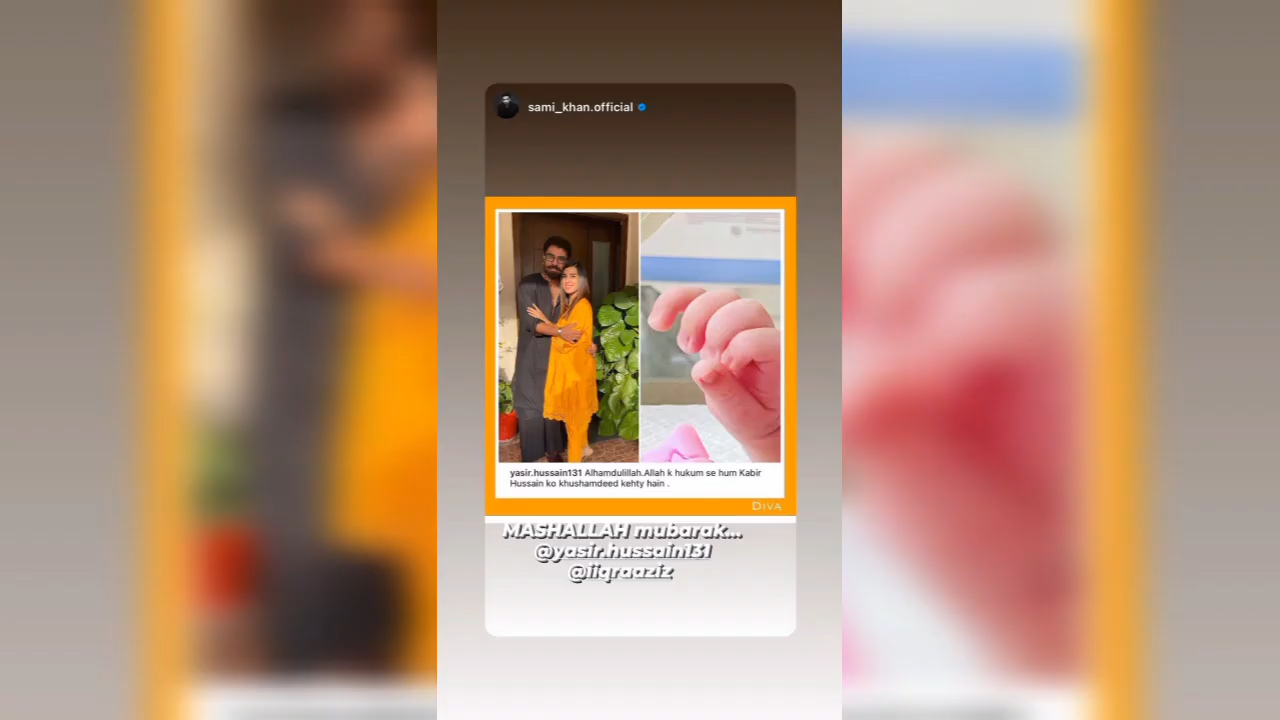 sami_khan.official
yasir.hussain131 Alhamdulillah.Allah k hukum se hum Kabir
Hussain ko khushamdeed kehty hain .
DIVA
MASHALLAH mubarak...
@yasir.hussain131
@iiqraaziz